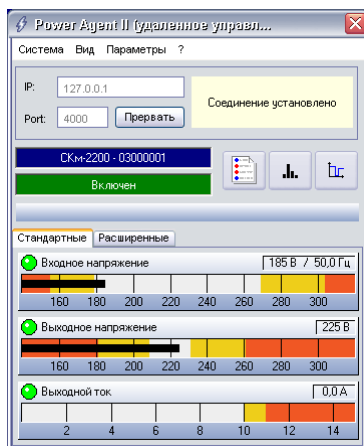 Power Agent II (удаленное управл...
Система Вид Параметры ?
IP: 127.0.0.1
Соединение установлено
Port: 4000 Прервать
СКм-2200 - 03000001
Включен
Стандартные Расширенные
Входное напряжение 185 В / 50,0 Гц
160 180 200 220 240 260 280 300
Выходное напряжение 225 В
160 180 200 220 240 260 280 300
Выходной ток 0,0 А
2 4 6 8 10 12 14